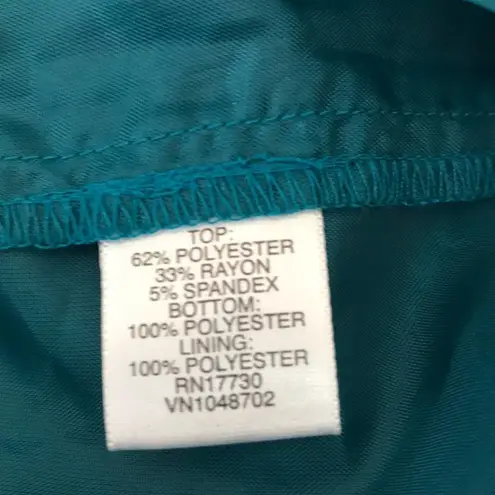 TOP:
62% POLYESTER
33% RAYON
5% SPANDEX
BOTTOM:
100% POLYESTER
LINING:
100% POLYESTER
RN17730
VN1048702